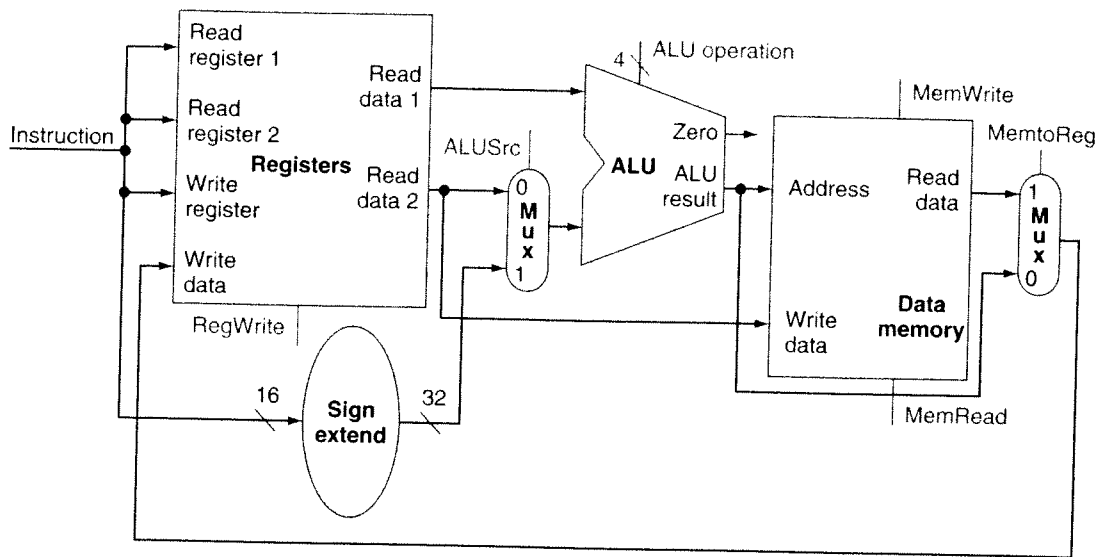 Instruction
Read
register 1
Read
register 2
Registers
Write
register
Write
data
Read
data 1
Read
data 2
RegWrite
16
Sign
extend
32
ALUSrc
0
Mux
1
4
ALU operation
Zero
ALU
ALU
result
MemWrite
Address
Read
data
Write
data
Data
memory
MemRead
MemtoReg
1
Mux
0